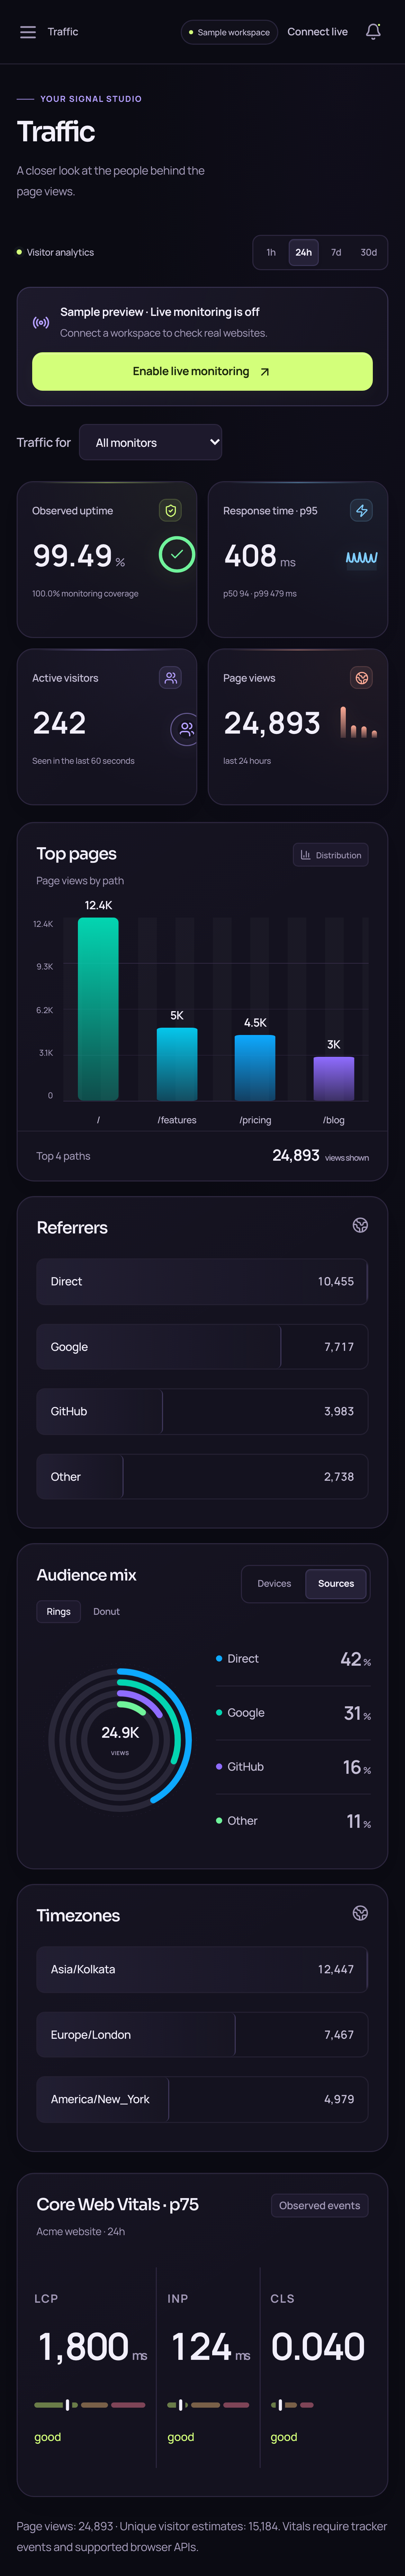 Traffic
Sample workspace
Connect live
YOUR SIGNAL STUDIO
Traffic
A closer look at the people behind the
page views.
Visitor analytics
1h 24h 7d 30d
Sample preview · Live monitoring is off
Connect a workspace to check real websites.
Enable live monitoring
Traffic for All monitors
Observed uptime
99.49 %
100.0% monitoring coverage
Response time · p95
408 ms
p50 94 · p99 479 ms
Active visitors
242
Seen in the last 60 seconds
Page views
24,893
last 24 hours
Top pages
Distribution
Page views by path
12.4K
12.4K
9.3K
6.2K
3.1K
0
5K
4.5K
3K
/ /features /pricing /blog
Top 4 paths 24,893 views shown
Referrers
Direct 10,455
Google 7,717
GitHub 3,983
Other 2,738
Audience mix
Devices Sources
Rings Donut
24.9K
VIEWS
Direct 42 %
Google 31 %
GitHub 16 %
Other 11 %
Timezones
Asia/Kolkata 12,447
Europe/London 7,467
America/New_York 4,979
Core Web Vitals · p75
Observed events
Acme website · 24h
LCP
1,800 ms
good
INP
124 ms
good
CLS
0.040
good
Page views: 24,893 · Unique visitor estimates: 15,184. Vitals require tracker
events and supported browser APIs.